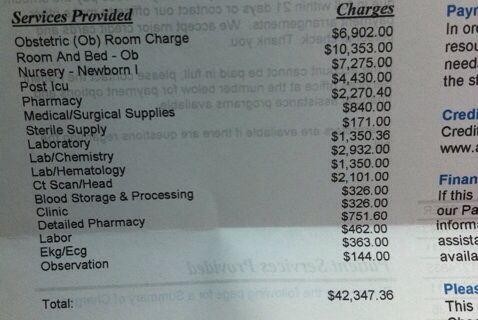 Services Provided Charges
Obstetric (Ob) Room Charge $6,902.00
Room And Bed - Ob $10,353.00
Nursery - Newborn I $7,275.00
Post Icu $4,430.00
Pharmacy $2,270.40
Medical/Surgical Supplies $840.00
Sterile Supply $171.00
Laboratory $1,350.36
Lab/Chemistry $2,932.00
Lab/Hematology $1,350.00
Ct Scan/Head $2,101.00
Blood Storage & Processing $326.00
Clinic $326.00
Detailed Pharmacy $751.60
Labor $462.00
Ekg/Ecg $363.00
Observation $144.00
Total: $42,347.36
In or
resou
need
the st
Credi
Credi
www.a
Finan
If this
our Pa
inform
assista
availa
Pleas
This